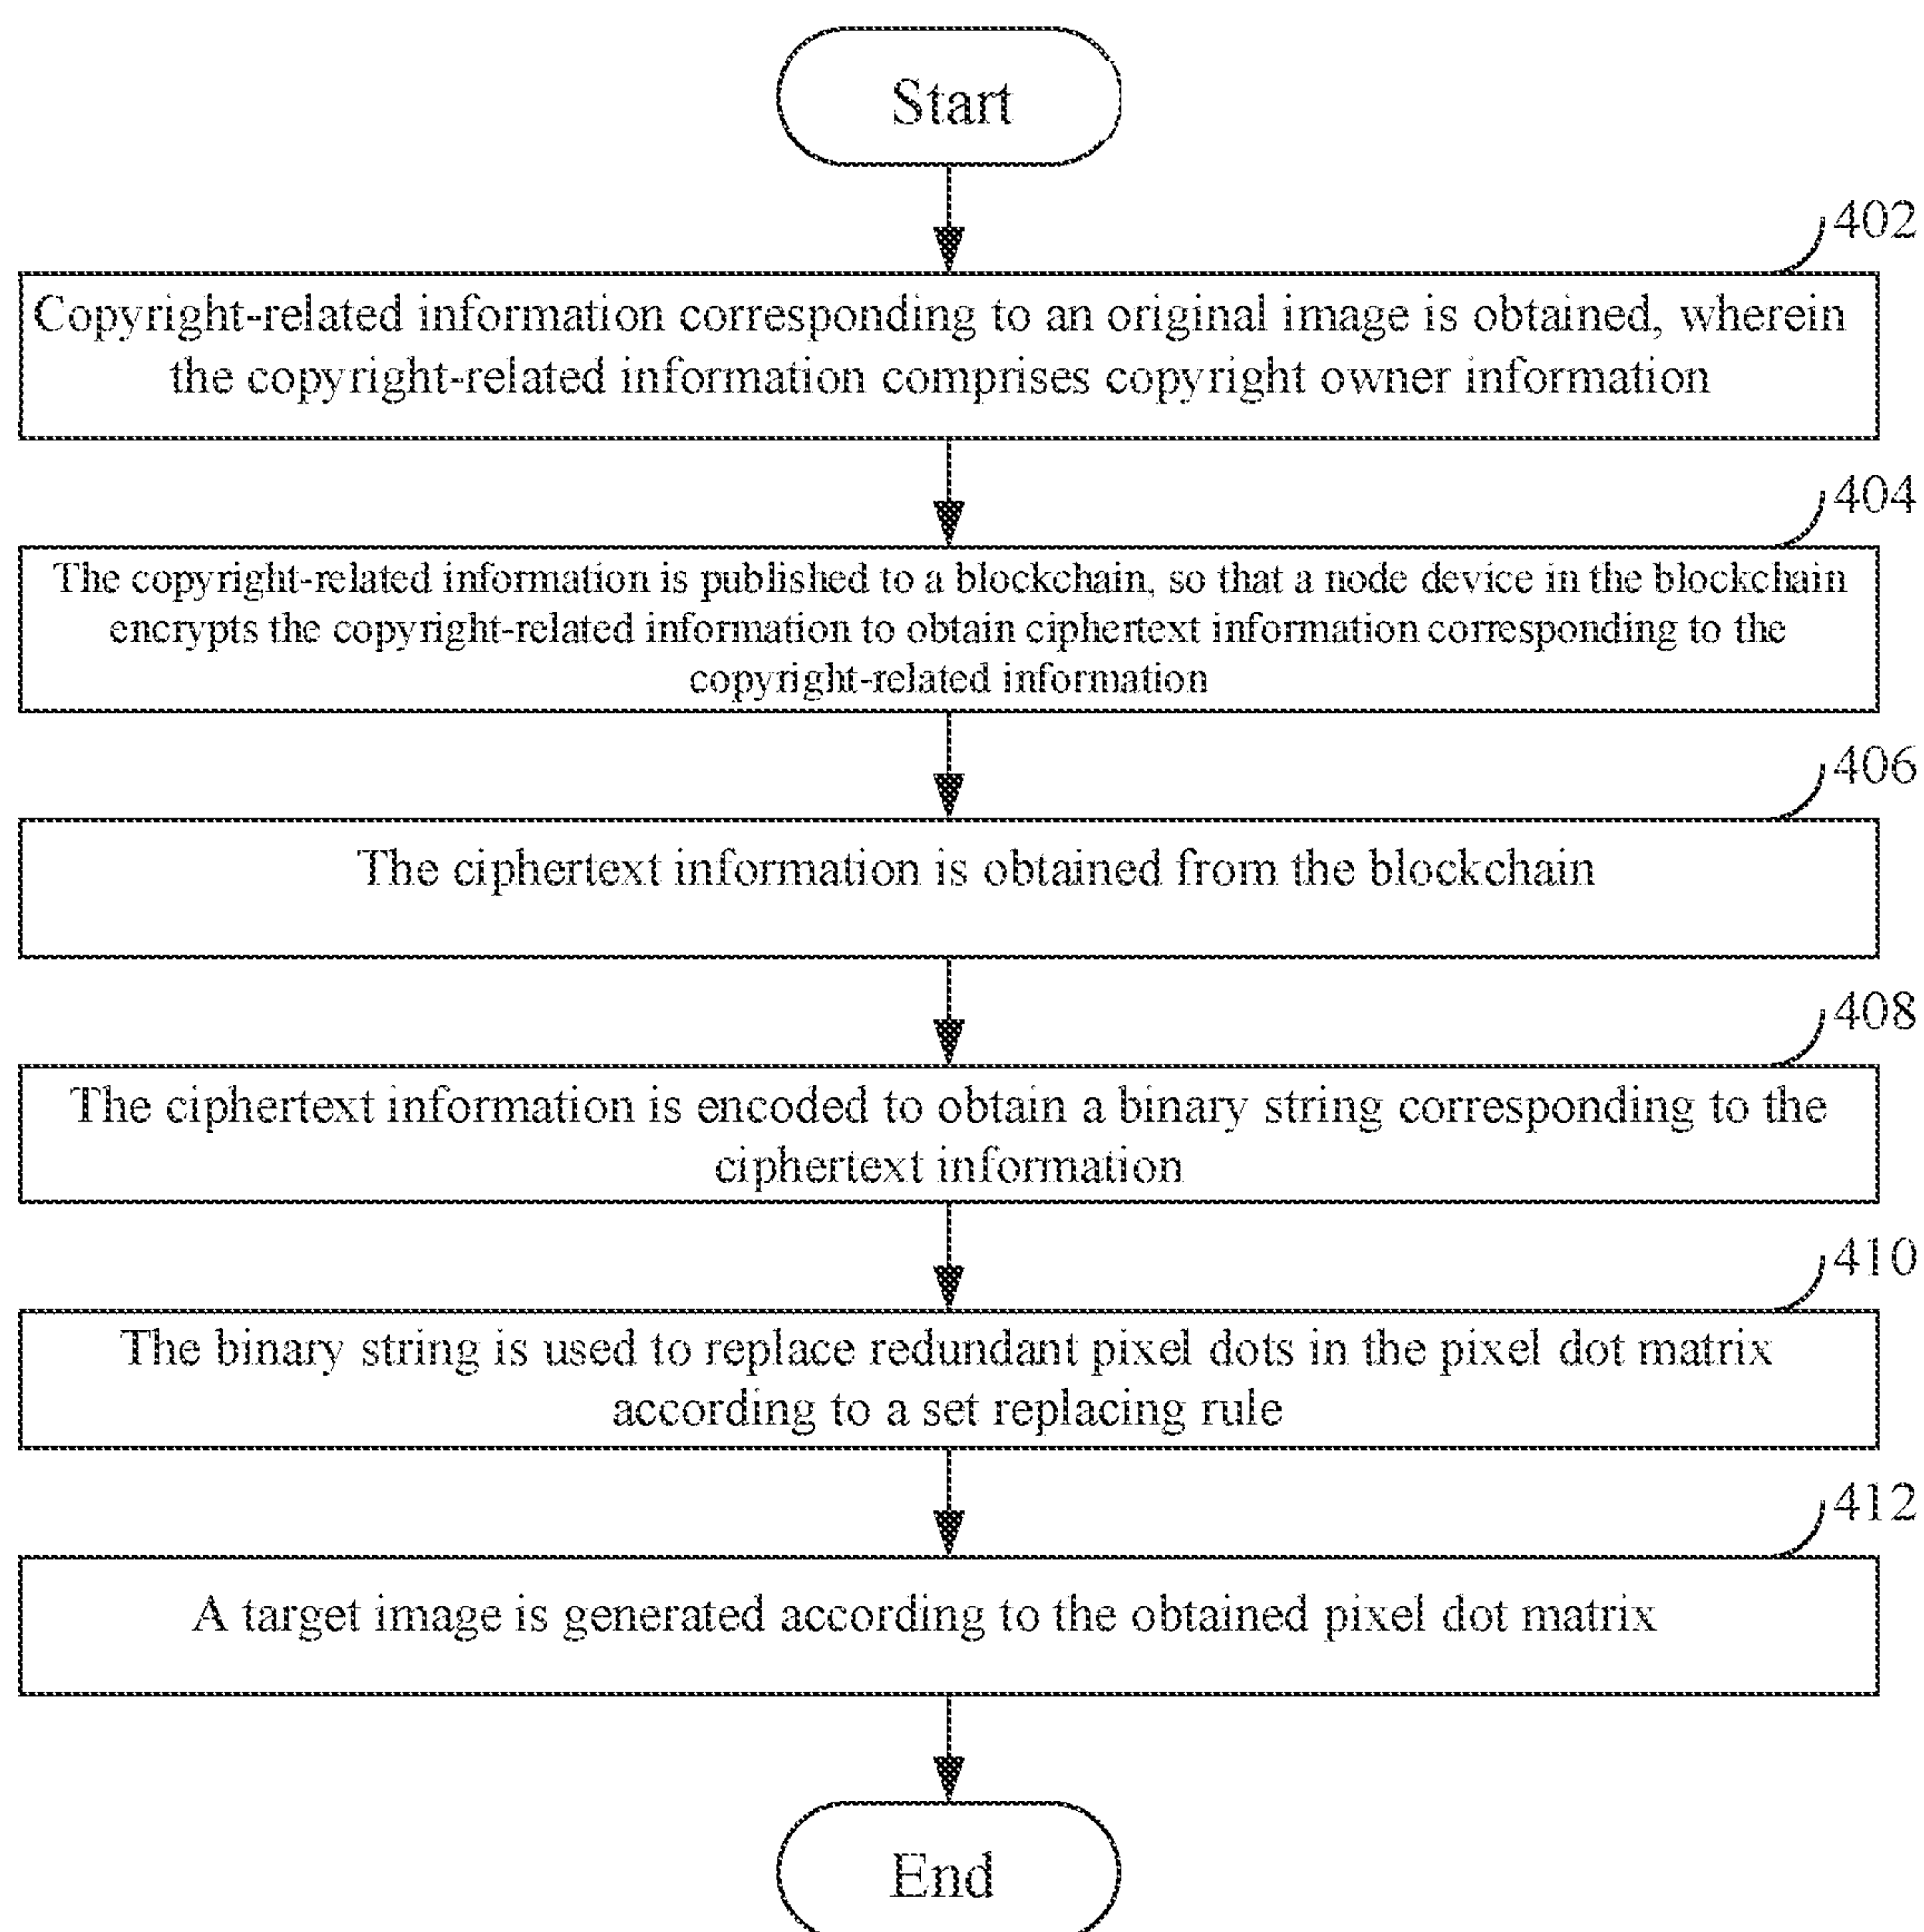 Start
402
Copyright-related information corresponding to an original image is obtained, wherein
the copyright-related information comprises copyright owner information
404
The copyright-related information is published to a blockchain, so that a node device in the blockchain
encrypts the copyright-related information to obtain ciphertext information corresponding to the
copyright-related information
406
The ciphertext information is obtained from the blockchain
408
The ciphertext information is encoded to obtain a binary string corresponding to the
ciphertext information
410
The binary string is used to replace redundant pixel dots in the pixel dot matrix
according to a set replacing rule
412
A target image is generated according to the obtained pixel dot matrix
End